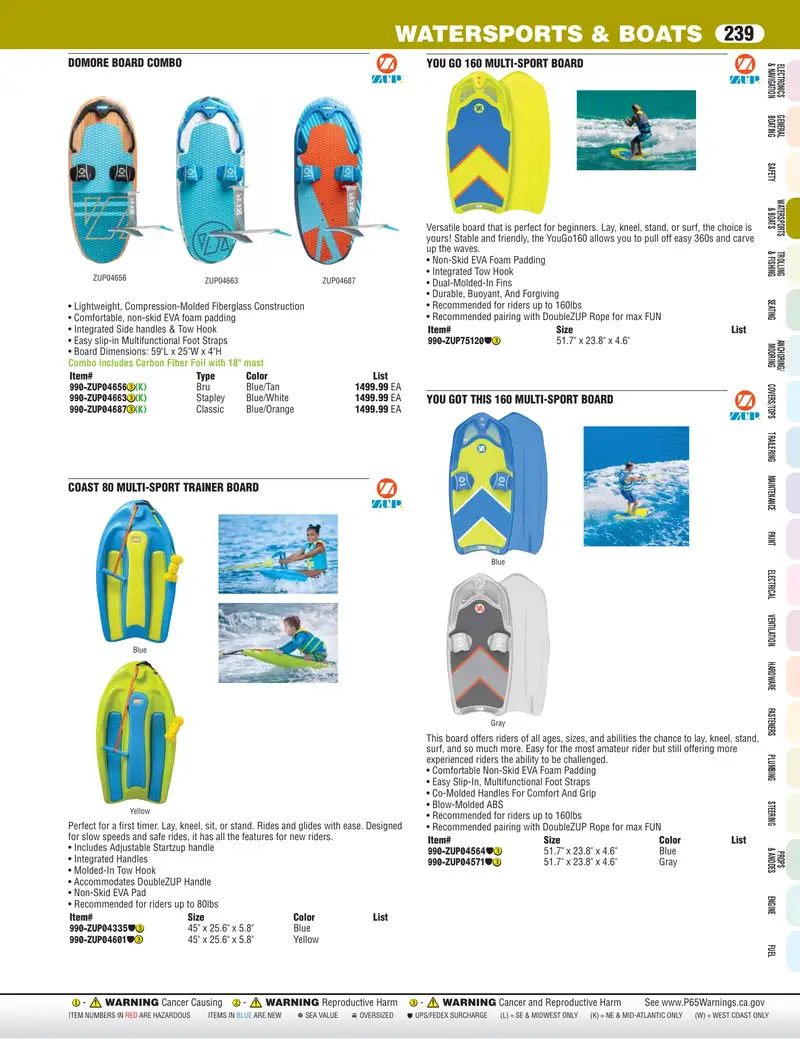 WATERSPORTS & BOATS 239
DOMORE BOARD COMBO
ZUP
ZUP04656
ZUP04663
ZUP04687
• Lightweight, Compression-Molded Fiberglass Construction
• Comfortable, non-skid EVA foam padding
• Integrated Side handles & Tow Hook
• Easy slip-in Multifunctional Foot Straps
• Board Dimensions: 59"L x 25"W x 4"H
Combo includes Carbon Fiber Foil with 18" mast
Item# Type Color List
990-ZUP04656 3 (K) Bru Blue/Tan 1499.99 EA
990-ZUP04663 3 (K) Stapley Blue/White 1499.99 EA
990-ZUP04687 3 (K) Classic Blue/Orange 1499.99 EA
COAST 80 MULTI-SPORT TRAINER BOARD
ZUP
Blue
Yellow
Perfect for a first timer. Lay, kneel, sit, or stand. Rides and glides with ease. Designed
for slow speeds and safe rides, it has all the features for new riders.
• Includes Adjustable Startzup handle
• Integrated Handles
• Molded-In Tow Hook
• Accommodates DoubleZUP Handle
• Non-Skid EVA Pad
• Recommended for riders up to 80lbs
Item# Size Color List
990-ZUP04335 3 45" x 25.6" x 5.8" Blue
990-ZUP04601 3 45" x 25.6" x 5.8" Yellow
YOU GO 160 MULTI-SPORT BOARD
ZUP
Versatile board that is perfect for beginners. Lay, kneel, stand, or surf, the choice is
yours! Stable and friendly, the YouGo160 allows you to pull off easy 360s and carve
up the waves.
• Non-Skid EVA Foam Padding
• Integrated Tow Hook
• Dual-Molded-In Fins
• Durable, Buoyant, And Forgiving
• Recommended for riders up to 160lbs
• Recommended pairing with DoubleZUP Rope for max FUN
Item# Size List
990-ZUP75120 3 51.7" x 23.8" x 4.6"
YOU GOT THIS 160 MULTI-SPORT BOARD
ZUP
Blue
Gray
This board offers riders of all ages, sizes, and abilities the chance to lay, kneel, stand,
surf, and so much more. Easy for the most amateur rider but still offering more
experienced riders the ability to be challenged.
• Comfortable Non-Skid EVA Foam Padding
• Easy Slip-In, Multifunctional Foot Straps
• Co-Molded Handles For Comfort And Grip
• Blow-Molded ABS
• Recommended for riders up to 160lbs
• Recommended pairing with DoubleZUP Rope for max FUN
Item# Size Color List
990-ZUP04564 3 51.7" x 23.8" x 4.6" Blue
990-ZUP04571 3 51.7" x 23.8" x 4.6" Gray
ELECTRONICS
& NAVIGATION
GENERAL
BOATING
SAFETY
WATERSPORTS
& BOATS
TROLLING
& FISHING
SEATING
ANCHORING/
MOORING
COVERS/TOPS
TRAILERING
MAINTENANCE
PAINT
ELECTRICAL
VENTILATION
HARDWARE
FASTENERS
PLUMBING
STEERING
PROPS
& ANODES
ENGINE
FUEL
1 - WARNING Cancer Causing 2 - WARNING Reproductive Harm 3 - WARNING Cancer and Reproductive Harm See www.P65Warnings.ca.gov
ITEM NUMBERS IN RED ARE HAZARDOUS ITEMS IN BLUE ARE NEW SEA VALUE OVERSIZED UPS/FEDEX SURCHARGE (L) = SE & MIDWEST ONLY (K) = NE & MID-ATLANTIC ONLY (W) = WEST COAST ONLY